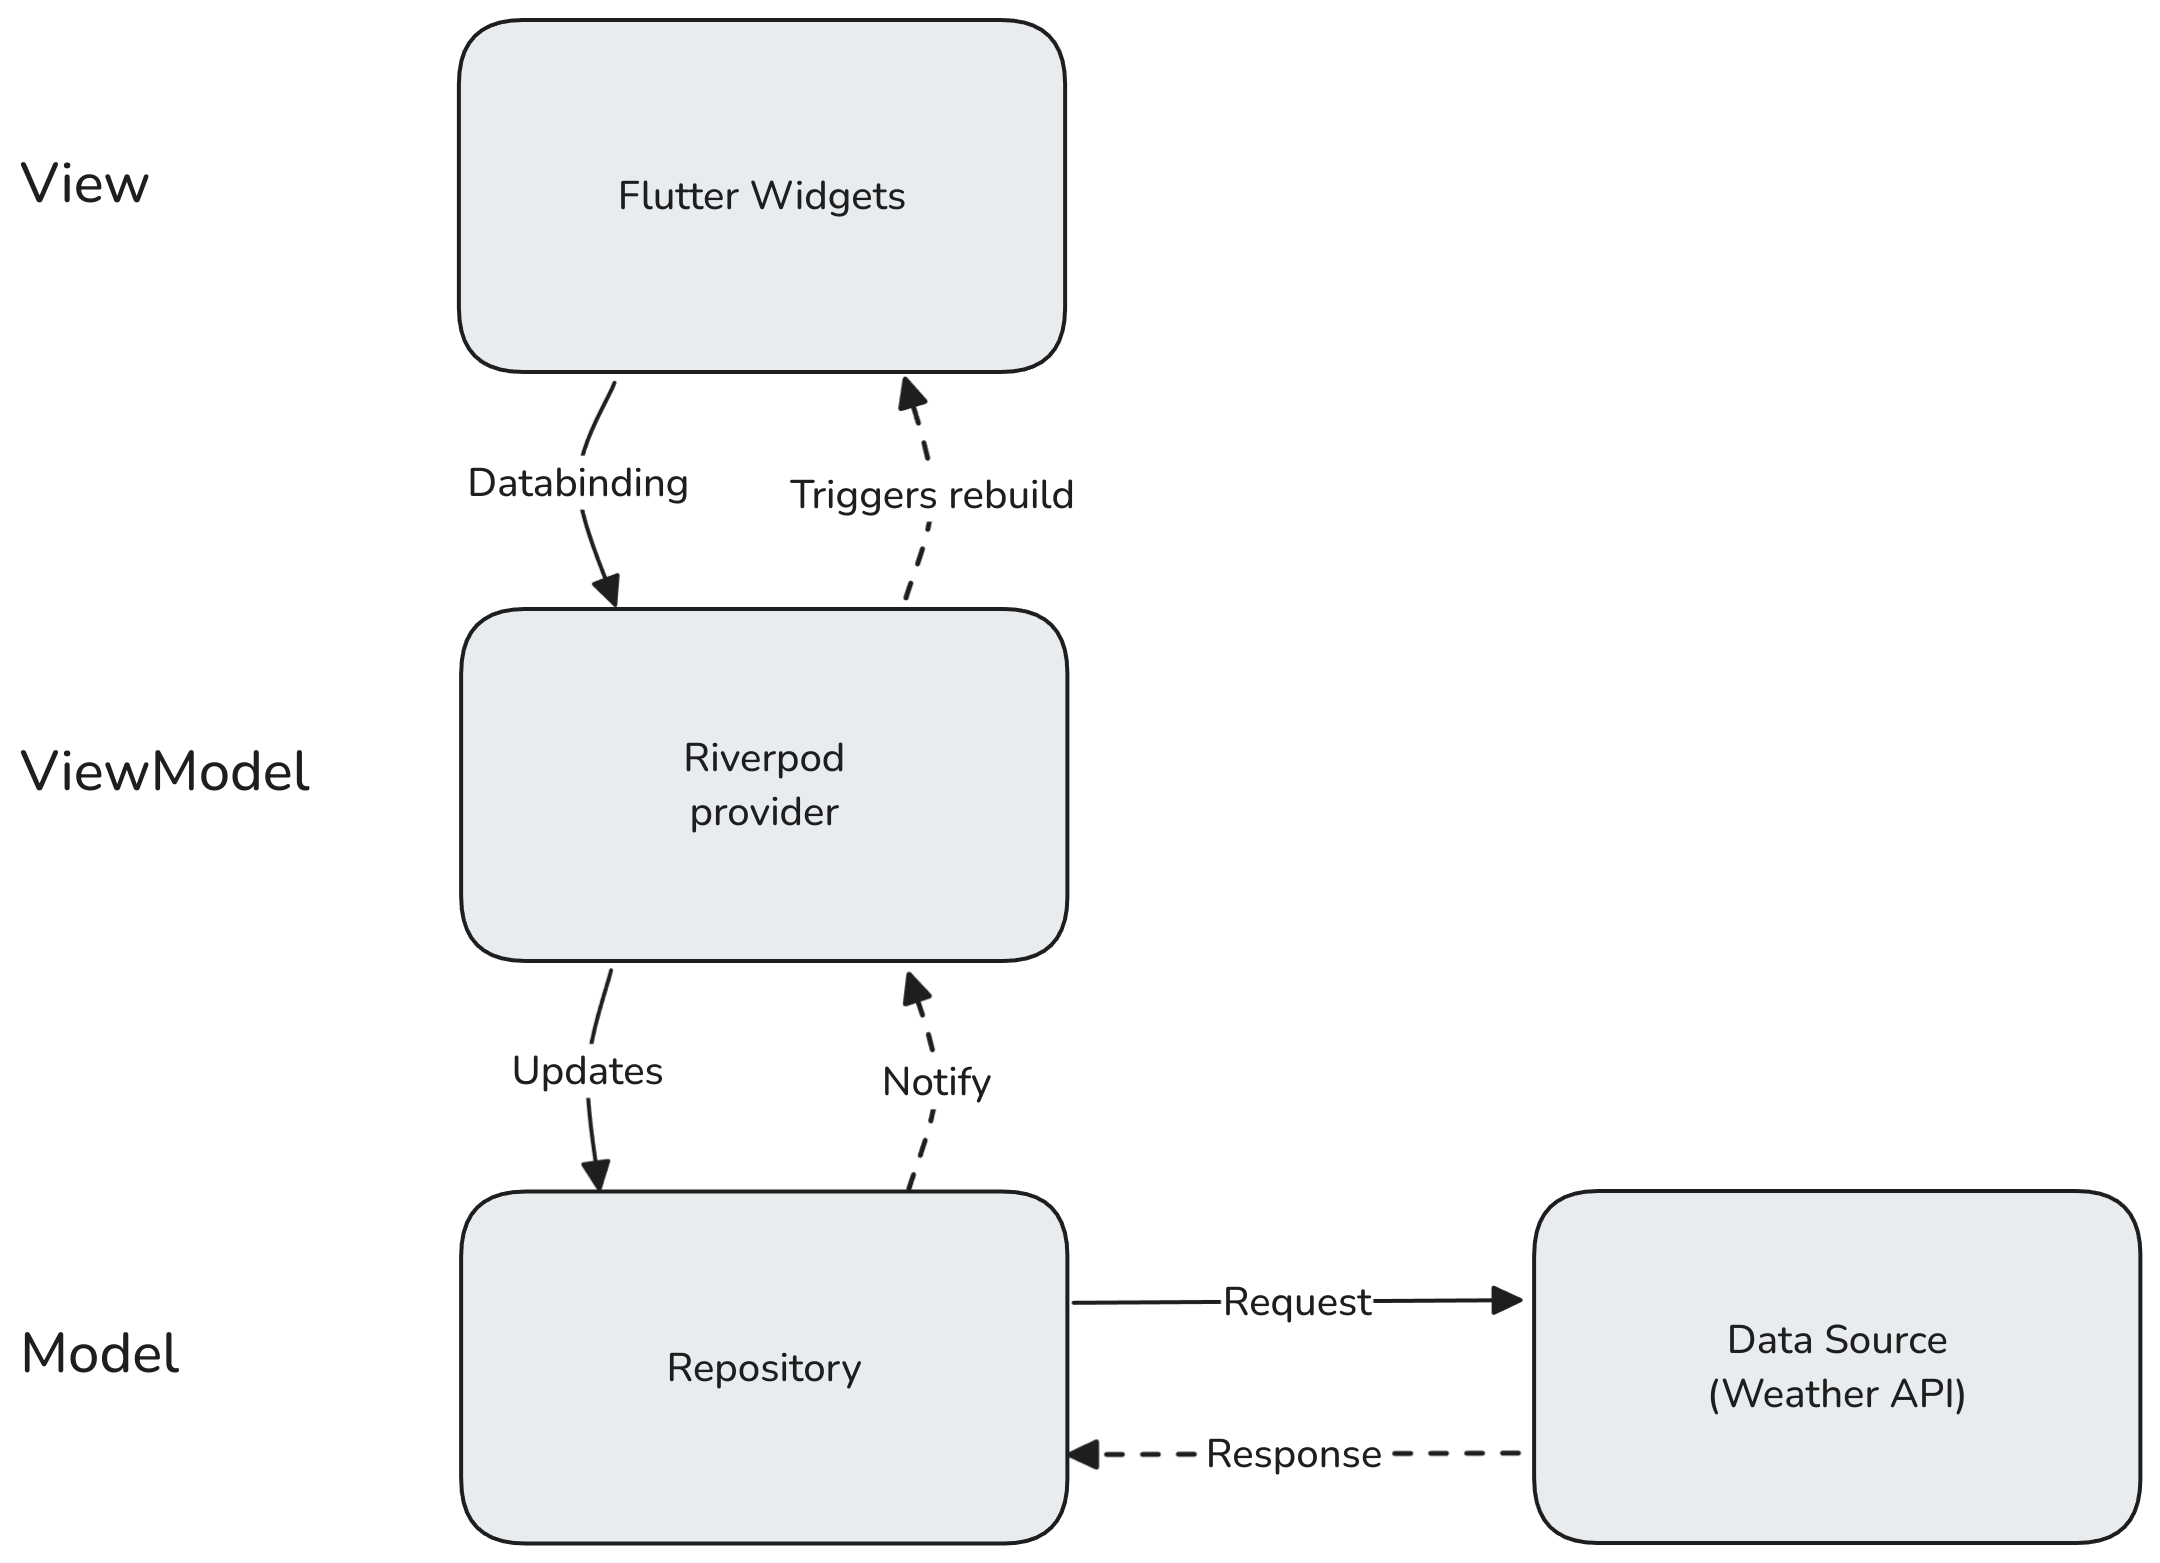 View
Flutter Widgets
Databinding
Triggers rebuild
ViewModel
Riverpod
provider
Updates
Notify
Model
Repository
Request
Response
Data Source
(Weather API)